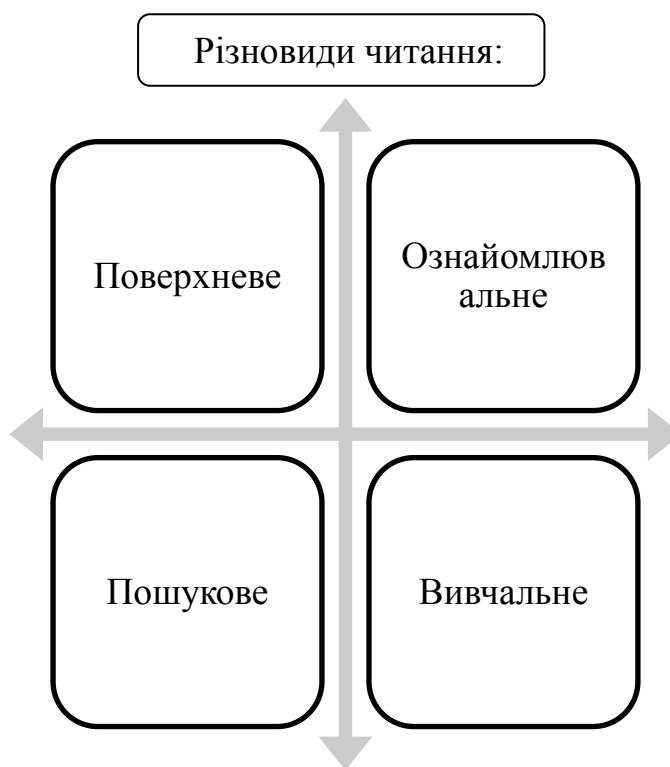 Різновиди читання:
Поверхневе
Ознайомлюв
альне
Пошукове
Вивчальне